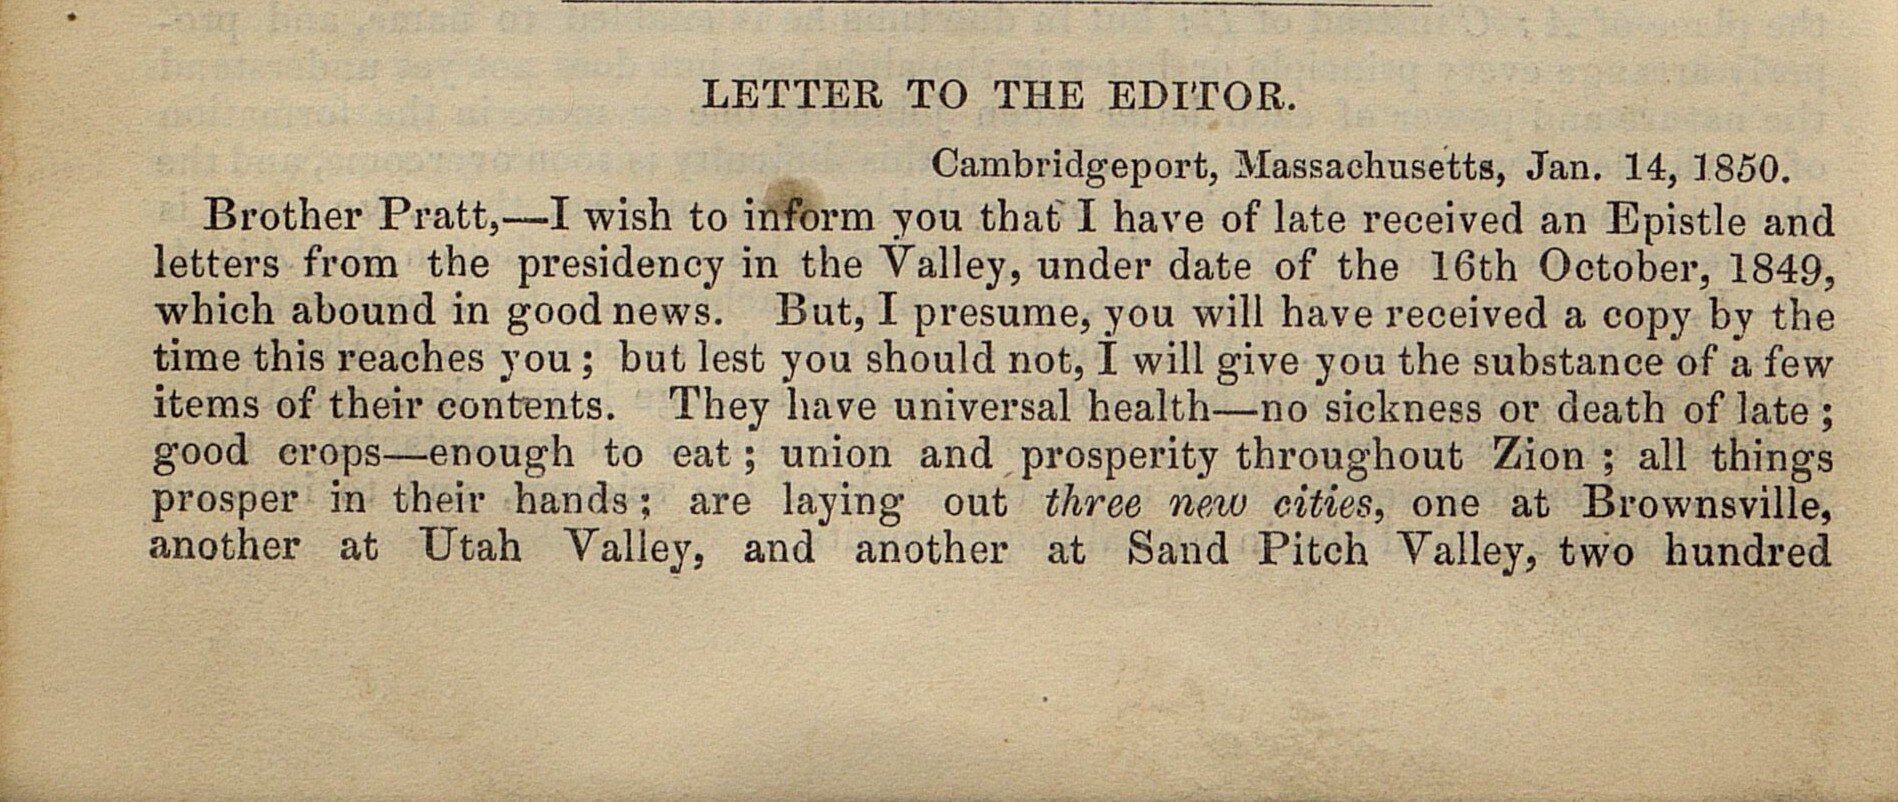 LETTER TO THE EDITOR.
Cambridgeport, Massachusetts, Jan. 14, 1850.
Brother Pratt,—I wish to inform you that I have of late received an Epistle and
letters from the presidency in the Valley, under date of the 16th October, 1849,
which abound in good news. But, I presume, you will have received a copy by the
time this reaches you; but lest you should not, I will give you the substance of a few
items of their contents. They have universal health—no sickness or death of late;
good crops—enough to eat; union and prosperity throughout Zion; all things
prosper in their hands; are laying out three new cities, one at Brownsville,
another at Utah Valley, and another at Sand Pitch Valley, two hundred